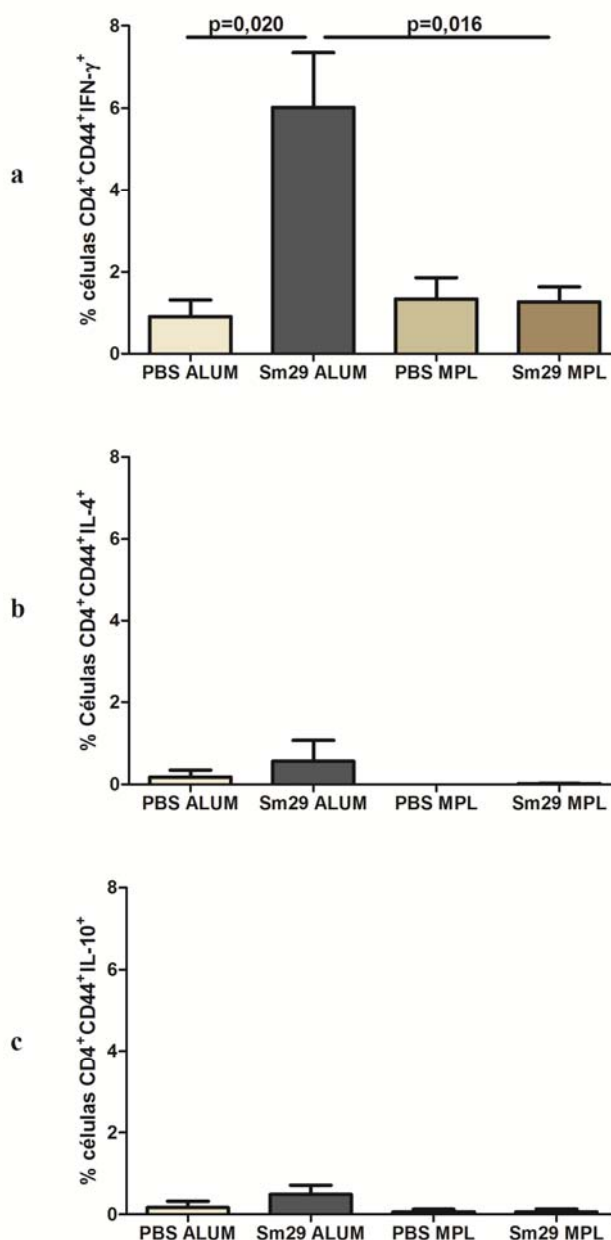 p=0,020 p=0,016
a
% células CD4⁺CD44⁺IFN-γ⁺
8
6
4
2
0
PBS ALUM Sm29 ALUM PBS MPL Sm29 MPL
b
% Células CD4⁺CD44⁺IL-4⁺
8
6
4
2
0
PBS ALUM Sm29 ALUM PBS MPL Sm29 MPL
c
% células CD4⁺CD44⁺IL-10⁺
8
6
4
2
0
PBS ALUM Sm29 ALUM PBS MPL Sm29 MPL